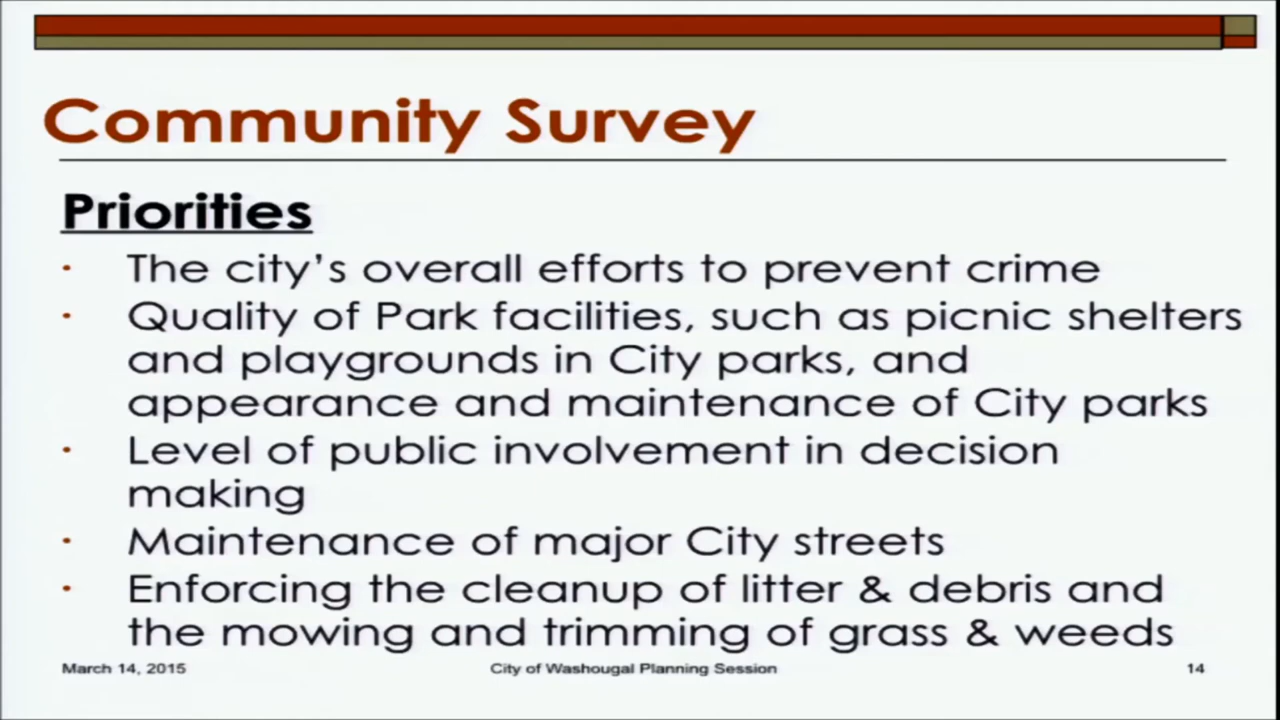 Community Survey
Priorities
· The city's overall efforts to prevent crime
· Quality of Park facilities, such as picnic shelters
and playgrounds in City parks, and
appearance and maintenance of City parks
· Level of public involvement in decision
making
· Maintenance of major City streets
· Enforcing the cleanup of litter & debris and
the mowing and trimming of grass & weeds
March 14, 2015 City of Washougal Planning Session 14